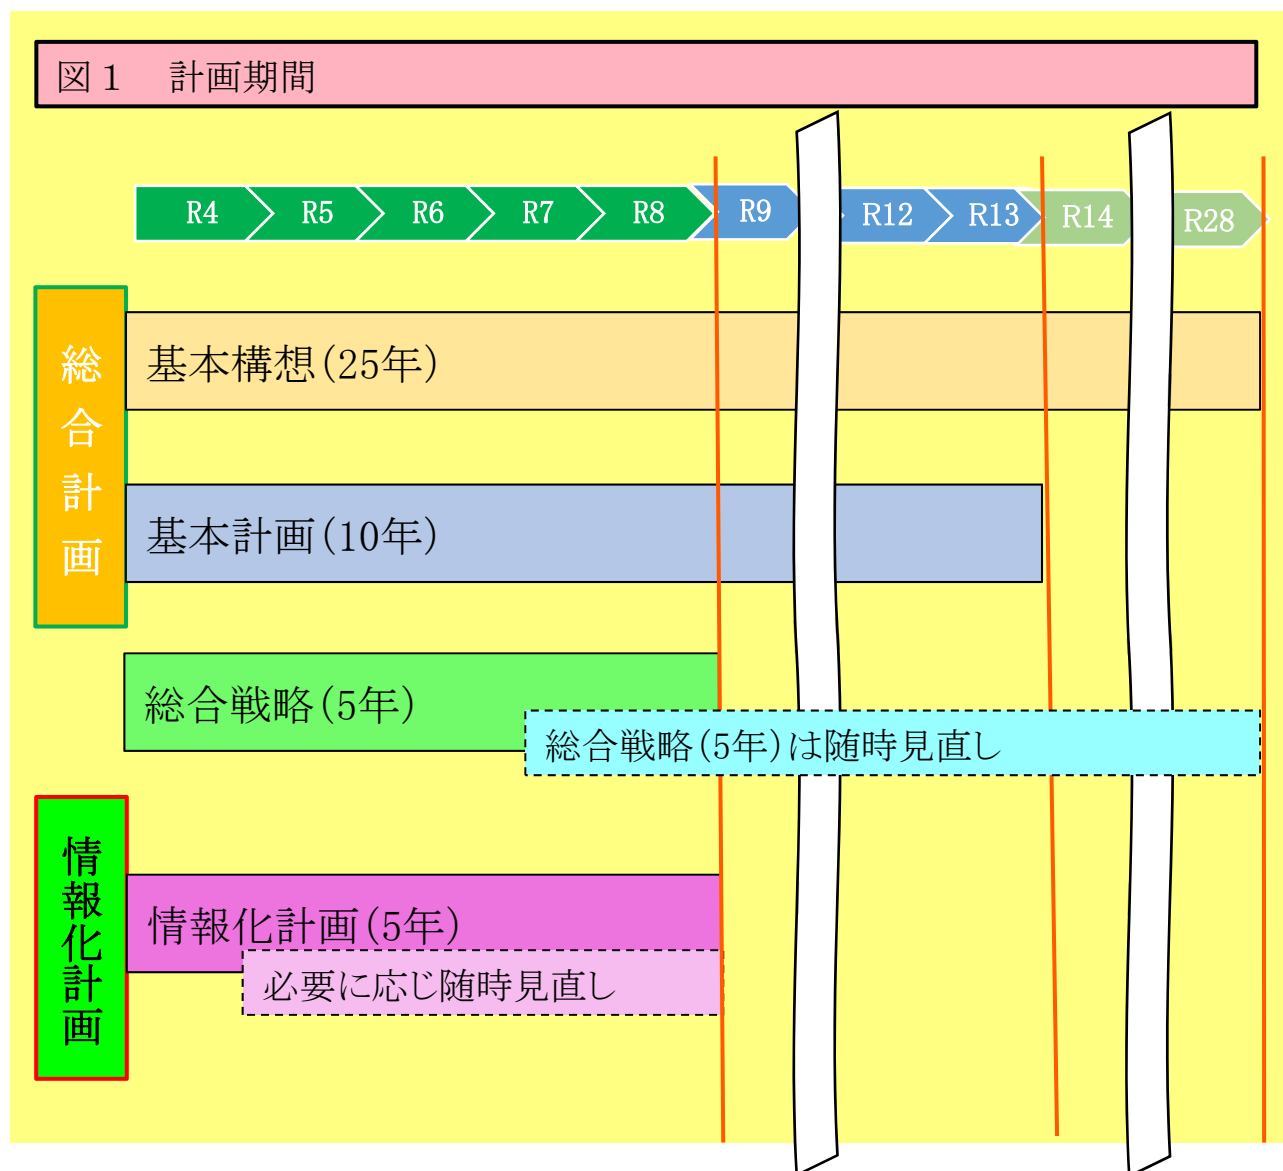 図１　計画期間
R4 R5 R6 R7 R8 R9 R12 R13 R14 R28
総合計画
基本構想(25年)
基本計画(10年)
総合戦略(5年)
総合戦略(5年)は随時見直し
情報化計画
情報化計画(5年)
必要に応じ随時見直し